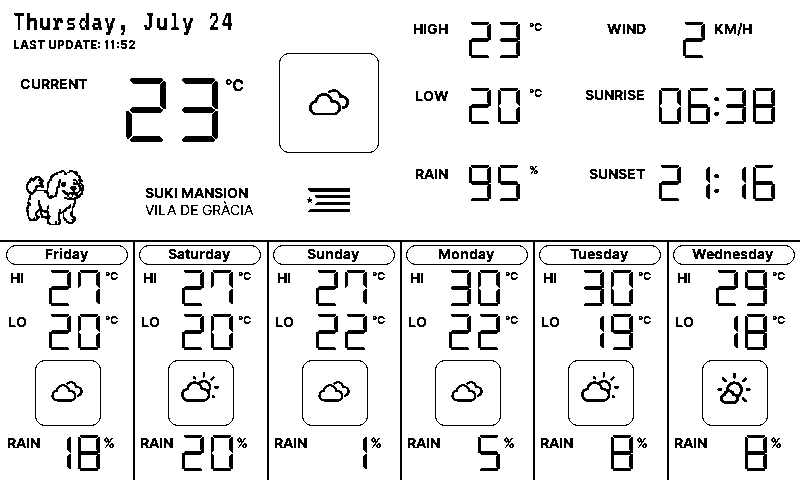 Thursday, July 24
LAST UPDATE: 11:52
CURRENT 23 °C
HIGH 23 °C
LOW 20 °C
RAIN 95 %
WIND 2 KM/H
SUNRISE 06:38
SUNSET 21:16
SUKI MANSION
VILA DE GRÀCIA
Friday
HI 27 °C
LO 20 °C
RAIN 18 %
Saturday
HI 27 °C
LO 20 °C
RAIN 20 %
Sunday
HI 27 °C
LO 22 °C
RAIN 1 %
Monday
HI 30 °C
LO 22 °C
RAIN 5 %
Tuesday
HI 30 °C
LO 19 °C
RAIN 8 %
Wednesday
HI 29 °C
LO 18 °C
RAIN 8 %